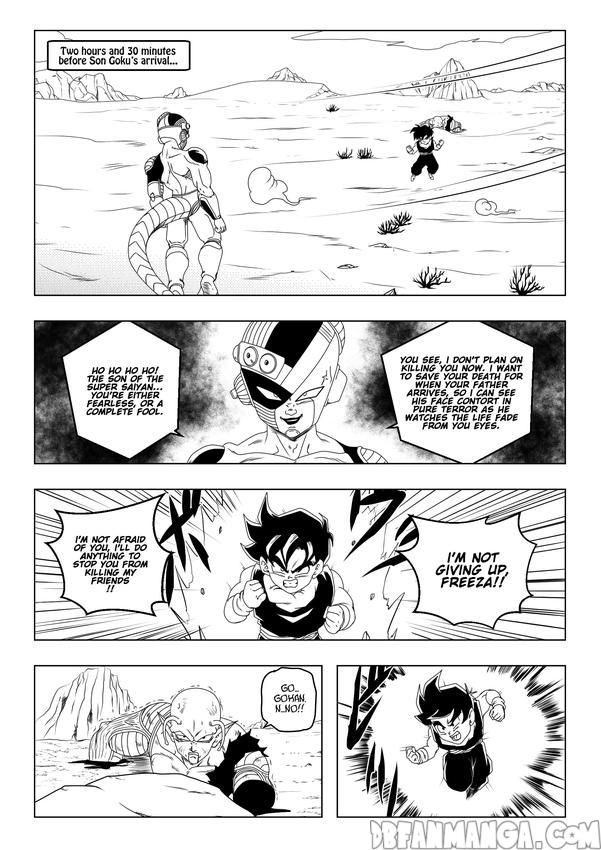 Two hours and 30 minutes
before Son Goku's arrival...
HO HO HO HO!
THE SON OF THE
SUPER SAIYAN...
YOU'RE EITHER
FEARLESS, OR A
COMPLETE FOOL.
YOU SEE, I DON'T PLAN ON
KILLING YOU NOW. I WANT
TO SAVE YOUR DEATH FOR
WHEN YOUR FATHER
ARRIVES, SO I CAN SEE
HIS FACE CONTORT IN
PURE TERROR AS HE
WATCHES THE LIFE FADE
FROM YOU EYES.
I'M NOT AFRAID
OF YOU, I'LL DO
ANYTHING TO
STOP YOU FROM
KILLING MY
FRIENDS
!!
I'M NOT
GIVING UP,
FREEZA!!
GO..
GOHAN.
N..NO!!
DBFANMANGA.COM